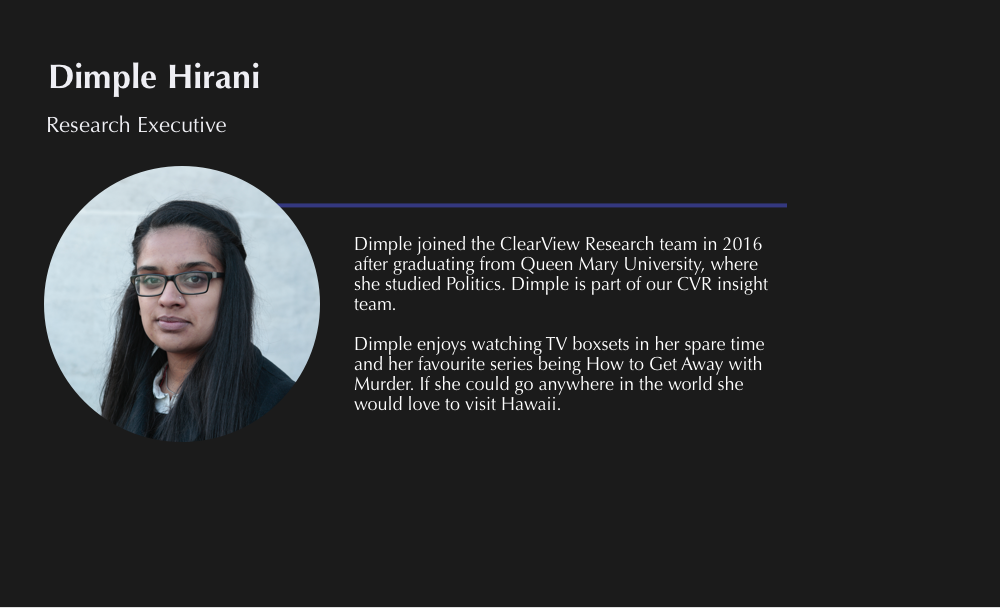 Dimple Hirani
Research Executive
Dimple joined the ClearView Research team in 2016
after graduating from Queen Mary University, where
she studied Politics. Dimple is part of our CVR insight
team.
Dimple enjoys watching TV boxsets in her spare time
and her favourite series being How to Get Away with
Murder. If she could go anywhere in the world she
would love to visit Hawaii.